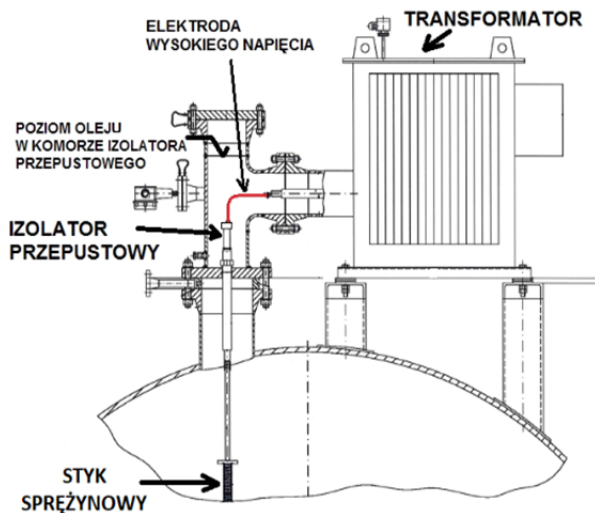 TRANSFORMATOR
ELEKTRODA
WYSOKIEGO NAPIĘCIA
POZIOM OLEJU
W KOMORZE IZOLATORA
PRZEPUSTOWEGO
IZOLATOR
PRZEPUSTOWY
STYK
SPRĘŻYNOWY